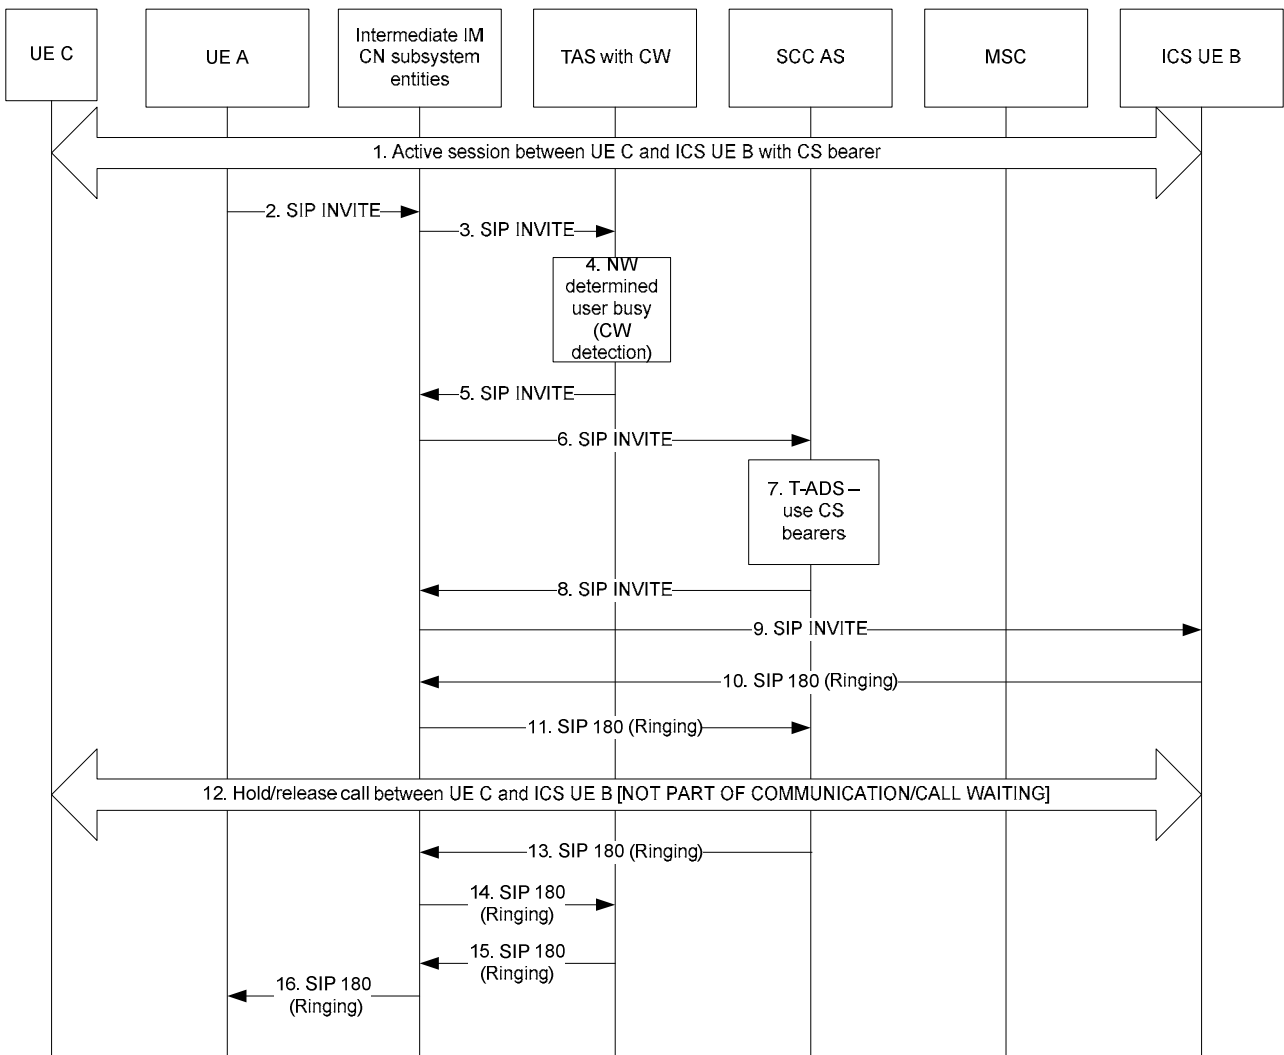 UE C
UE A
Intermediate IM
CN subsystem
entities
TAS with CW
SCC AS
MSC
ICS UE B
1. Active session between UE C and ICS UE B with CS bearer
2. SIP INVITE
3. SIP INVITE
4. NW
determined
user busy
(CW
detection)
5. SIP INVITE
6. SIP INVITE
7. T-ADS –
use CS
bearers
8. SIP INVITE
9. SIP INVITE
10. SIP 180 (Ringing)
11. SIP 180 (Ringing)
12. Hold/release call between UE C and ICS UE B [NOT PART OF COMMUNICATION/CALL WAITING]
13. SIP 180 (Ringing)
14. SIP 180
(Ringing)
15. SIP 180
(Ringing)
16. SIP 180
(Ringing)